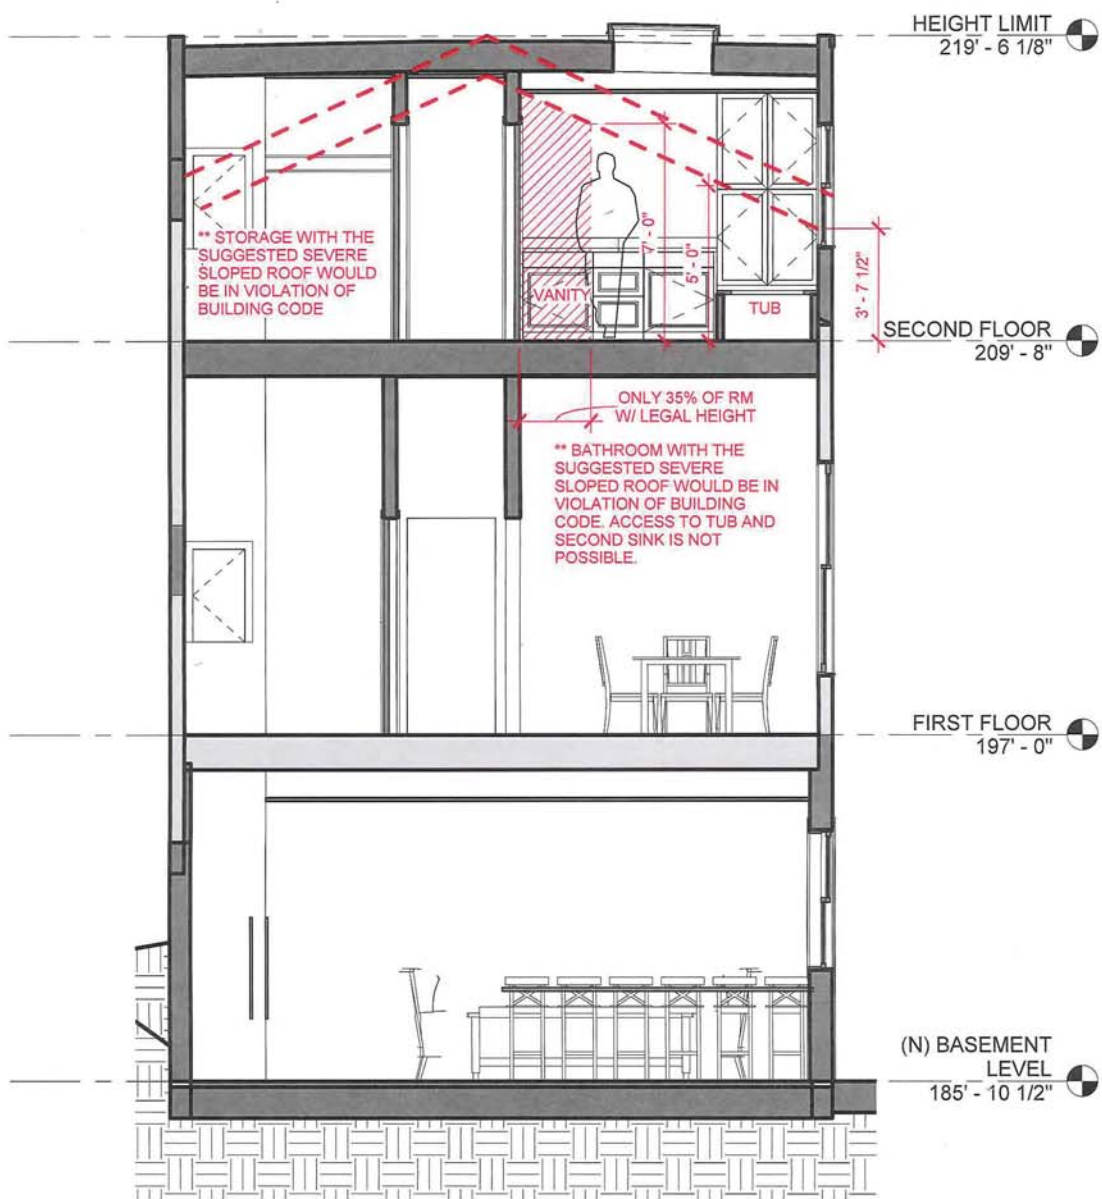 HEIGHT LIMIT
219' - 6 1/8"
** STORAGE WITH THE
SUGGESTED SEVERE
SLOPED ROOF WOULD
BE IN VIOLATION OF
BUILDING CODE
VANITY
7' - 0"
5' - 0"
TUB
3' - 7 1/2"
SECOND FLOOR
209' - 8"
ONLY 35% OF RM
W/ LEGAL HEIGHT
** BATHROOM WITH THE
SUGGESTED SEVERE
SLOPED ROOF WOULD BE IN
VIOLATION OF BUILDING
CODE. ACCESS TO TUB AND
SECOND SINK IS NOT
POSSIBLE.
FIRST FLOOR
197' - 0"
(N) BASEMENT
LEVEL
185' - 10 1/2"